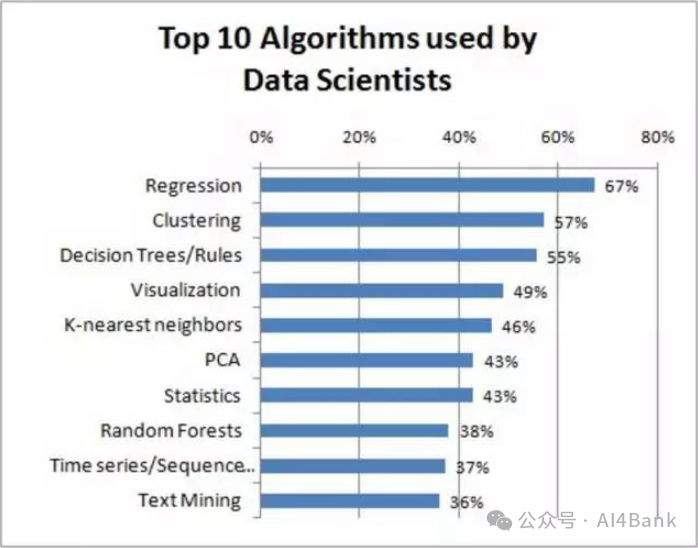 Top 10 Algorithms used by
Data Scientists
0% 20% 40% 60% 80%
Regression 67%
Clustering 57%
Decision Trees/Rules 55%
Visualization 49%
K-nearest neighbors 46%
PCA 43%
Statistics 43%
Random Forests 38%
Time series/Sequence... 37%
Text Mining 36%
公众号 · AI4Bank